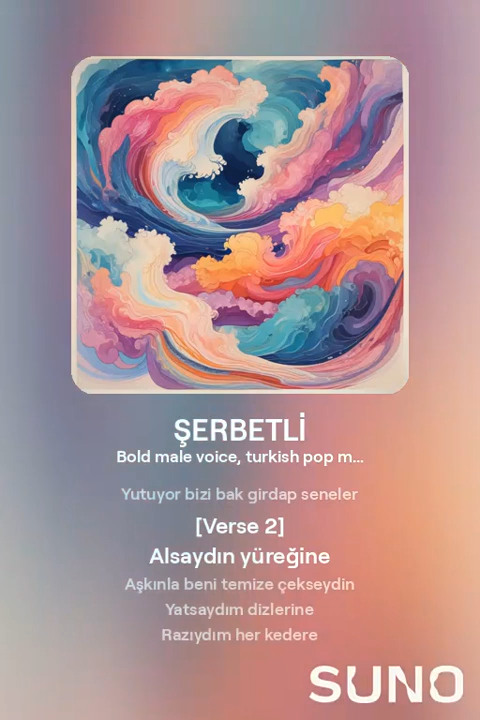 ŞERBETLİ
Bold male voice, turkish pop m...
Yutuyor bizi bak girdap seneler
[Verse 2]
Alsaydın yüreğine
Aşkınla beni temize çekseydin
Yatsaydım dizlerine
Razıydım her kedere
SUNO